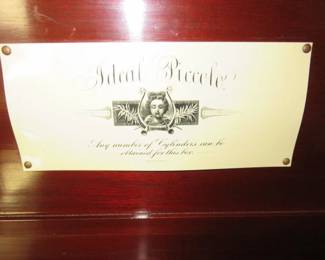 Ideal Piccolo
Any number of Cylinders can be
obtained for this box.